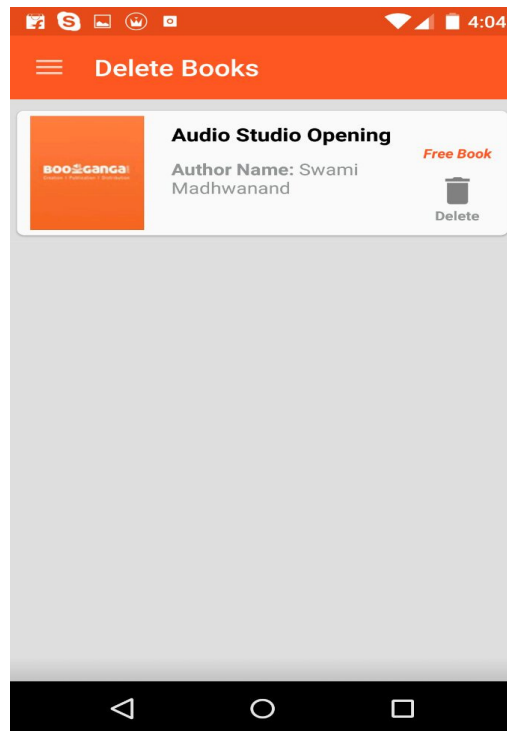 4:04
Delete Books
BOOKGANGA
Audio Studio Opening
Free Book
Author Name: Swami
Madhwanand
Delete